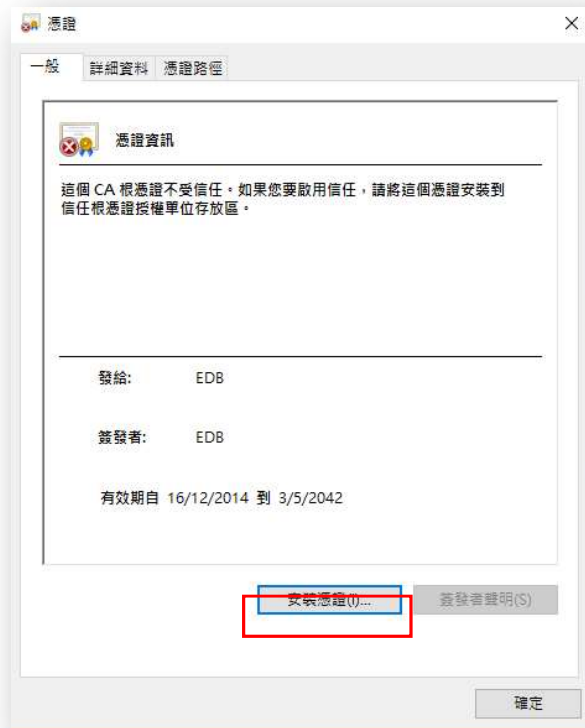 憑證
一般 詳細資料 憑證路徑
憑證資訊
這個 CA 根憑證不受信任。如果您要啟用信任，請將這個憑證安裝到
信任根憑證授權單位存放區。
發給: EDB
簽發者: EDB
有效期自 16/12/2014 到 3/5/2042
安裝憑證(I)... 簽發者聲明(S)
確定